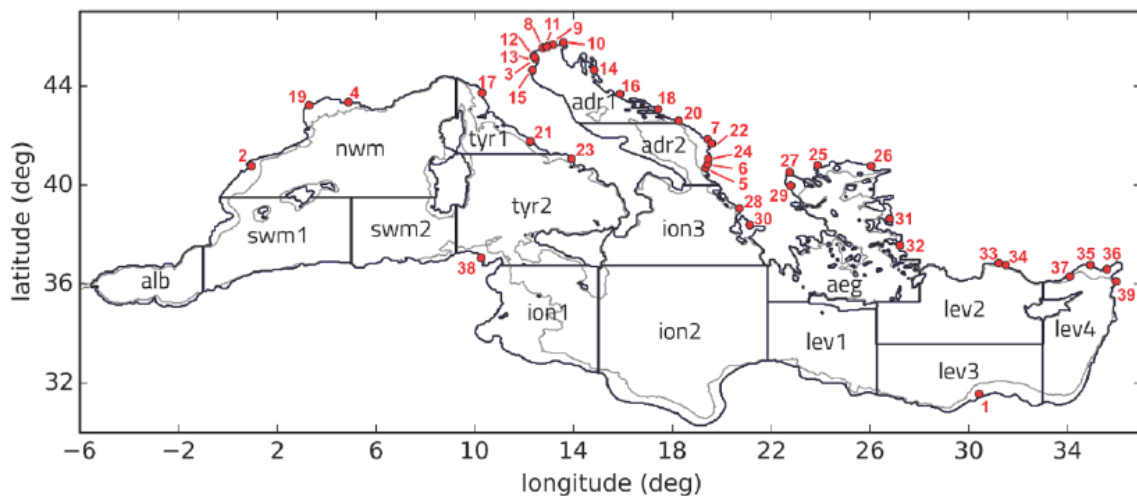 8 11 9
12 10
13
3 14
15
16 18 20
17
19 4
44
adr1
tyr1
21
7 22
adr2
24
6
5
23
2
nwm
27 25 26
40
29
28
30
31
32
swm1 swm2
tyr2
ion3
38
33 34 35 36
37
39
latitude (deg)
36
alb
ion1
ion2
aeg
lev1
lev2
lev4
lev3
32
1
−6 −2 2 6 10 14 18 22 26 30 34
longitude (deg)